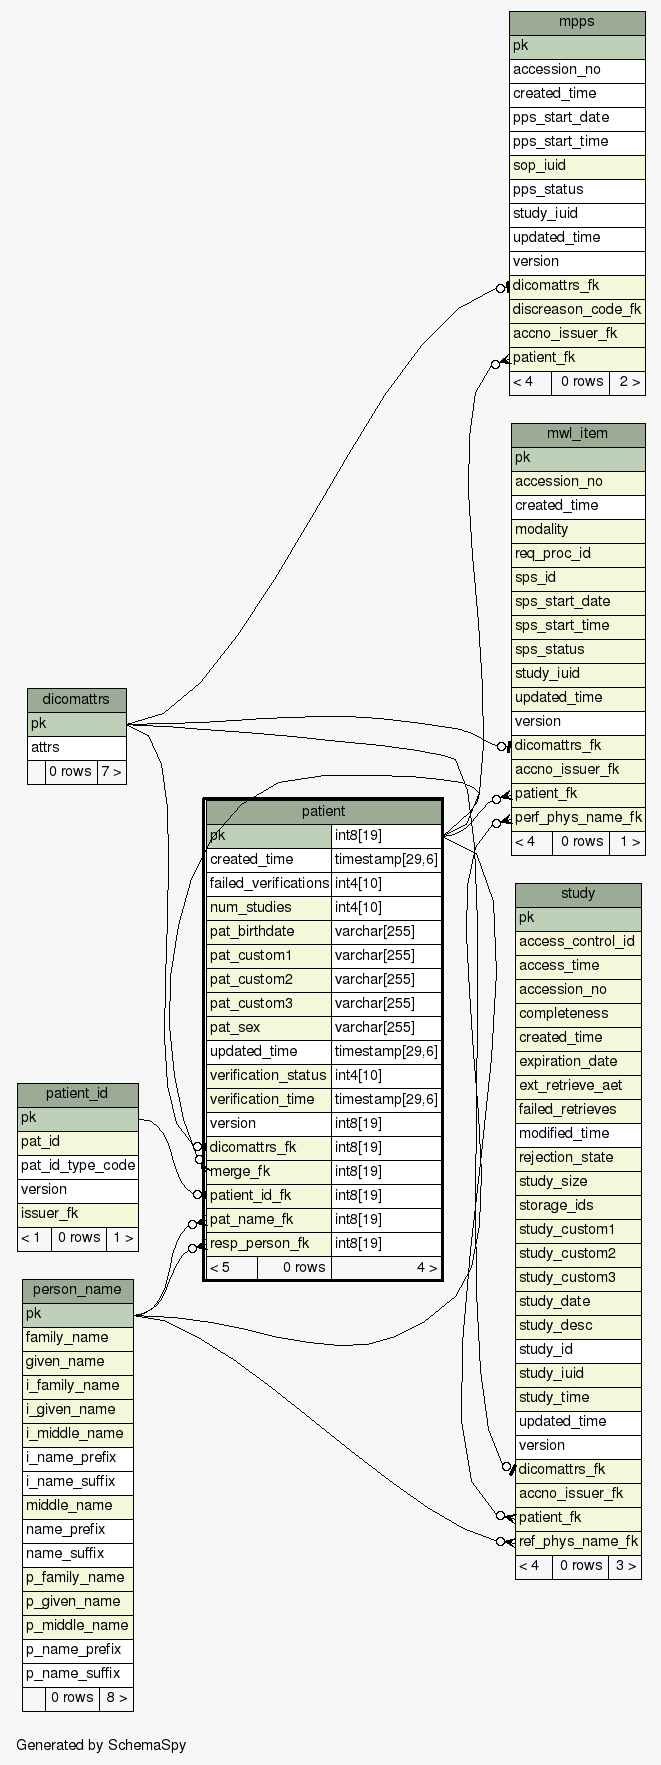 mpps
pk
accession_no
created_time
pps_start_date
pps_start_time
sop_iuid
pps_status
study_iuid
updated_time
version
dicomattrs_fk
discreason_code_fk
accno_issuer_fk
patient_fk
< 4 0 rows 2 >
mwl_item
pk
accession_no
created_time
modality
req_proc_id
sps_id
sps_start_date
sps_start_time
sps_status
study_iuid
updated_time
version
dicomattrs_fk
accno_issuer_fk
patient_fk
perf_phys_name_fk
< 4 0 rows 1 >
dicomattrs
pk
attrs
0 rows 7 >
patient
pk int8[19]
created_time timestamp[29,6]
failed_verifications int4[10]
num_studies int4[10]
pat_birthdate varchar[255]
pat_custom1 varchar[255]
pat_custom2 varchar[255]
pat_custom3 varchar[255]
pat_sex varchar[255]
updated_time timestamp[29,6]
verification_status int4[10]
verification_time timestamp[29,6]
version int8[19]
dicomattrs_fk int8[19]
merge_fk int8[19]
patient_id_fk int8[19]
pat_name_fk int8[19]
resp_person_fk int8[19]
< 5 0 rows 4 >
study
pk
access_control_id
access_time
accession_no
completeness
created_time
expiration_date
ext_retrieve_aet
failed_retrieves
modified_time
rejection_state
study_size
storage_ids
study_custom1
study_custom2
study_custom3
study_date
study_desc
study_id
study_iuid
study_time
updated_time
version
dicomattrs_fk
accno_issuer_fk
patient_fk
ref_phys_name_fk
< 4 0 rows 3 >
patient_id
pk
pat_id
pat_id_type_code
version
issuer_fk
< 1 0 rows 1 >
person_name
pk
family_name
given_name
i_family_name
i_given_name
i_middle_name
i_name_prefix
i_name_suffix
middle_name
name_prefix
name_suffix
p_family_name
p_given_name
p_middle_name
p_name_prefix
p_name_suffix
0 rows 8 >
Generated by SchemaSpy